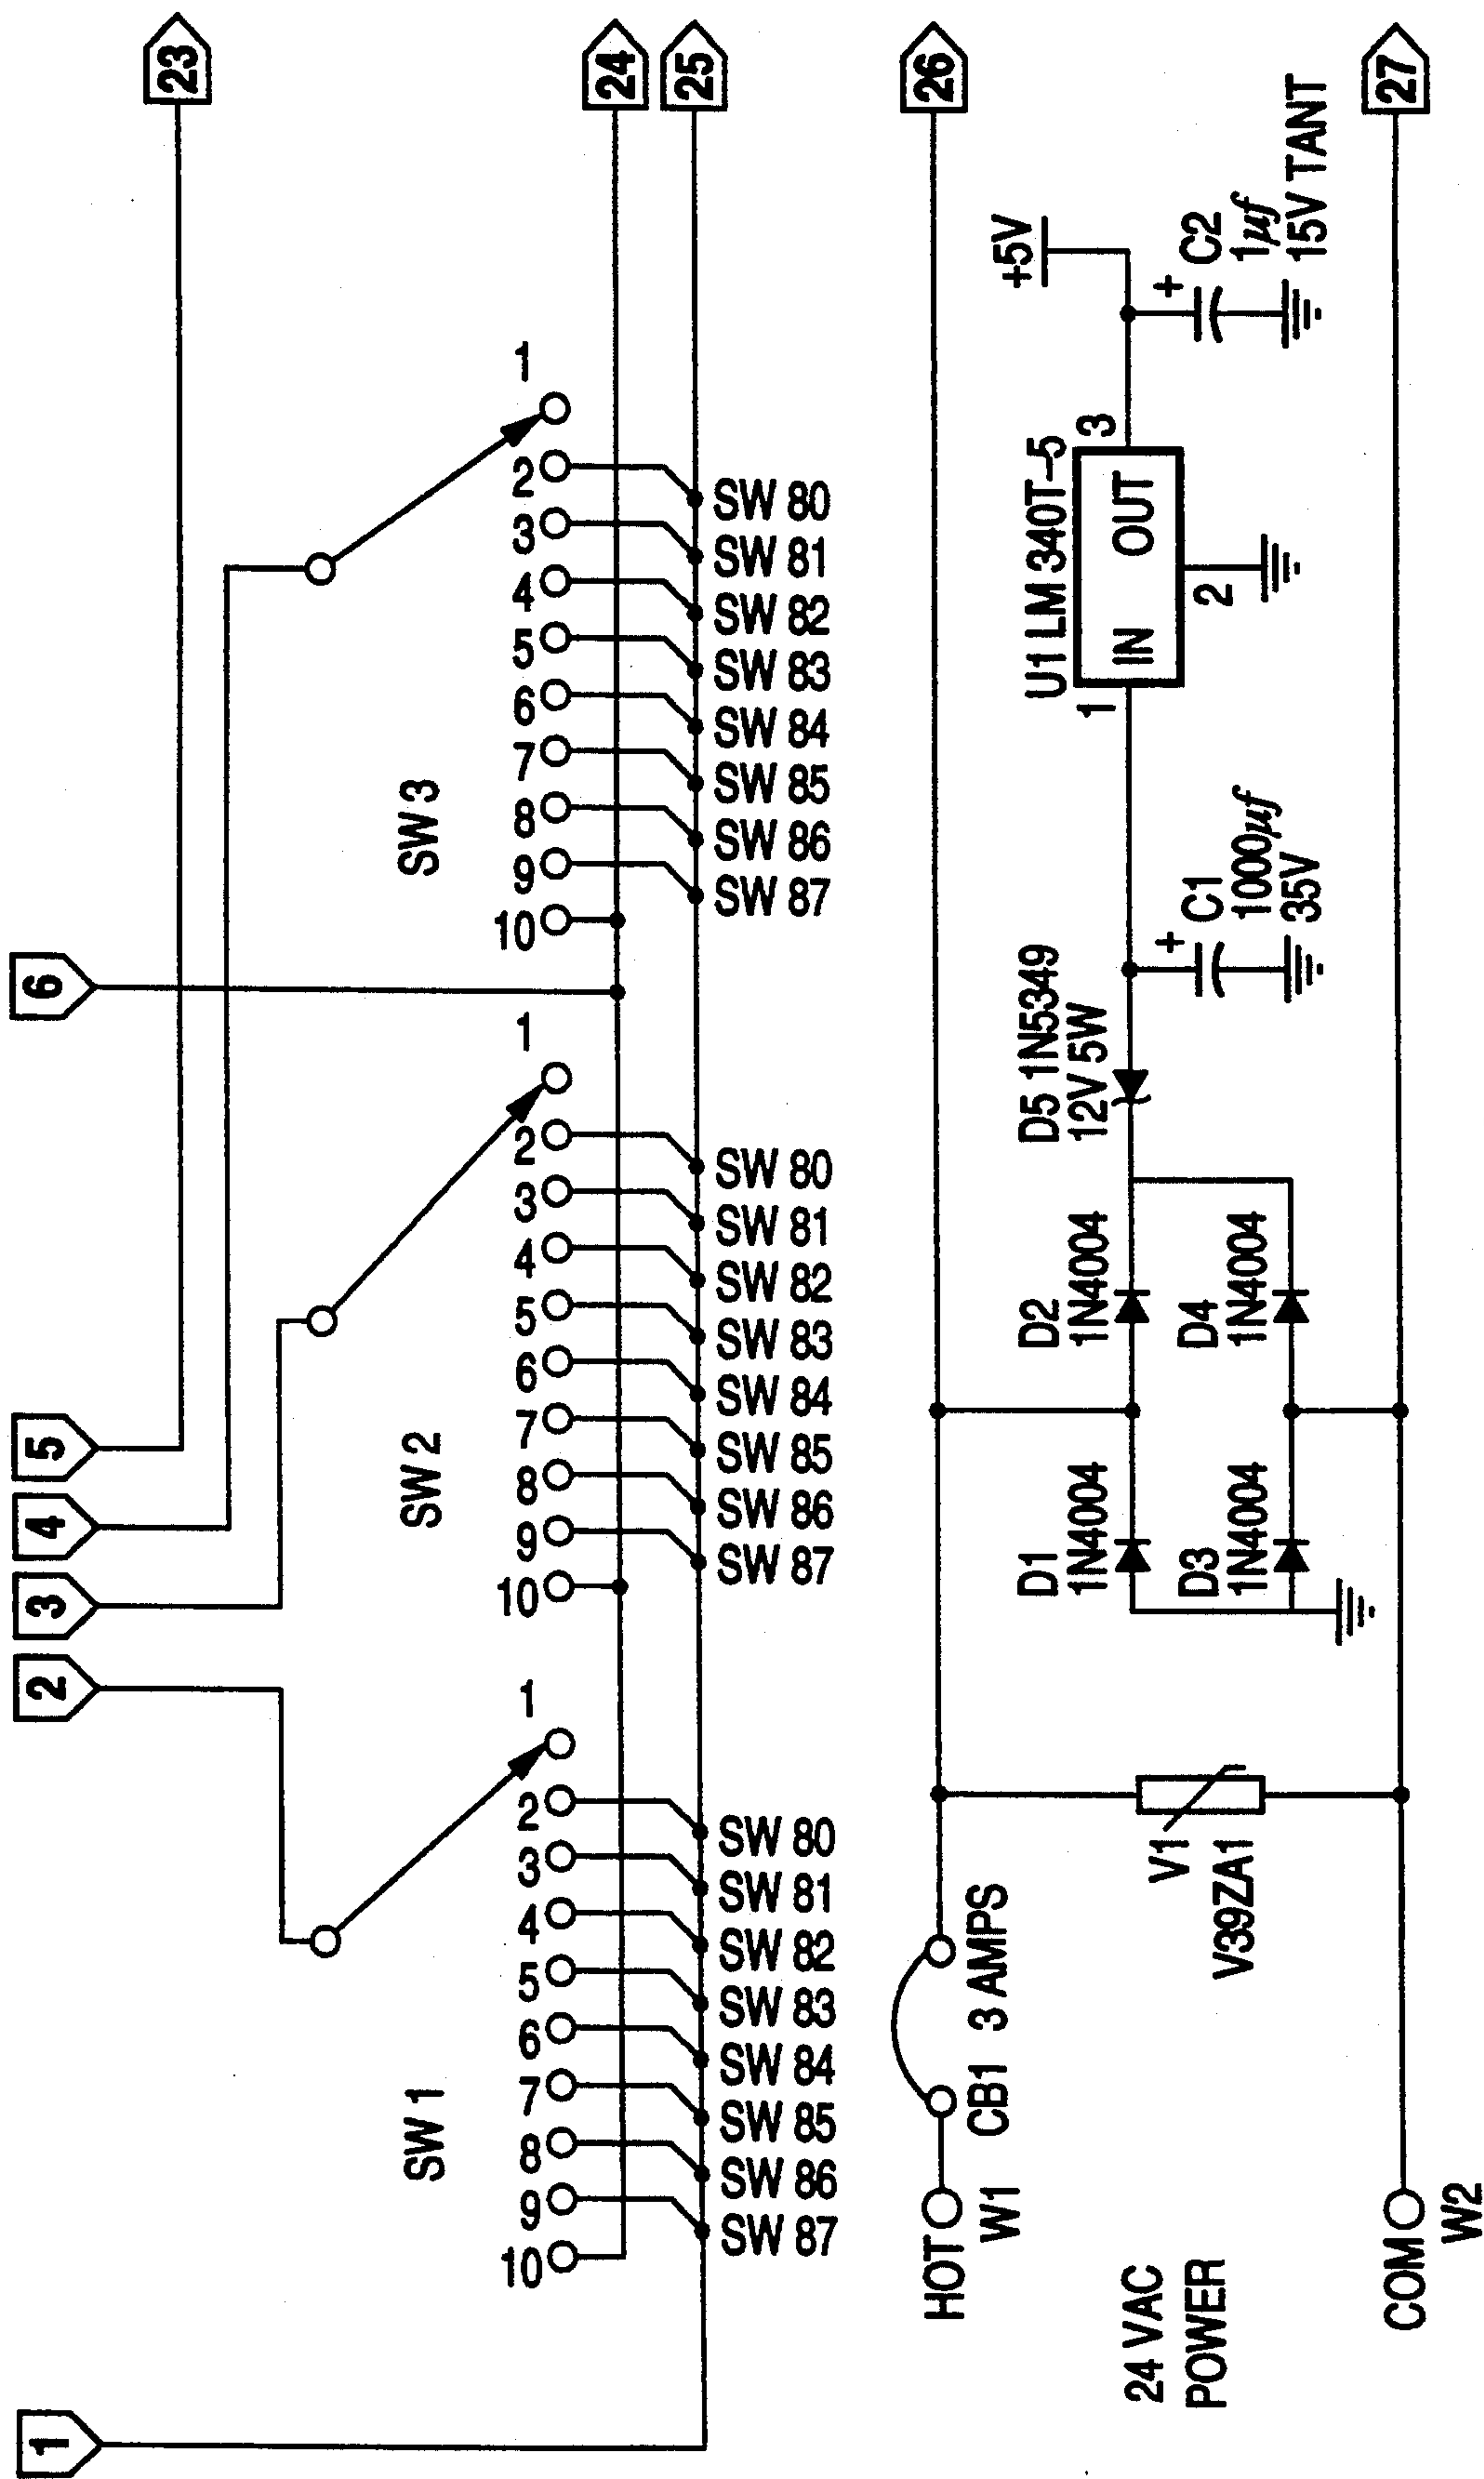 1
2
3
4
5
6
23
24
25
26
27
SW 1
10
9
8
7
6
5
4
3
2
1
SW 87
SW 86
SW 85
SW 84
SW 83
SW 82
SW 81
SW 80
SW 2
10
9
8
7
6
5
4
3
2
1
SW 87
SW 86
SW 85
SW 84
SW 83
SW 82
SW 81
SW 80
SW 3
10
9
8
7
6
5
4
3
2
1
SW 87
SW 86
SW 85
SW 84
SW 83
SW 82
SW 81
SW 80
HOT
W1
CB1 3 AMPS
24 VAC
POWER
COM
W2
V1
V39ZA1
D1
1N4004
D2
1N4004
D3
1N4004
D4
1N4004
D5 1N5349
12V 5W
C1
1000µf
35V
+
U1 LM 340T-5
1
IN
OUT
3
2
+5V
+
C2
1µf
15V TANT